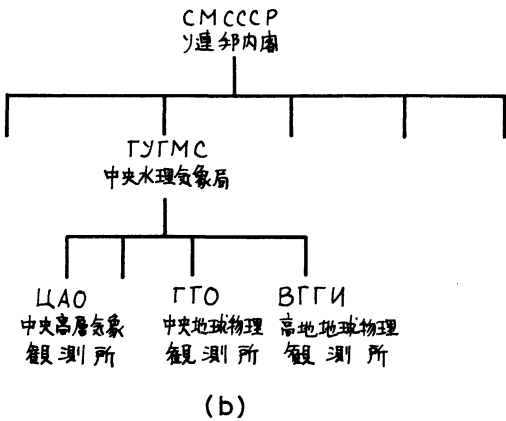 СМСССР
ソ連邦内閣
ГУГМС
中央水理気象局
ЦАО
中央高層気象
観測所
ГГО
中央地球物理
観測所
ВГГИ
高地地球物理
観測所
(b)